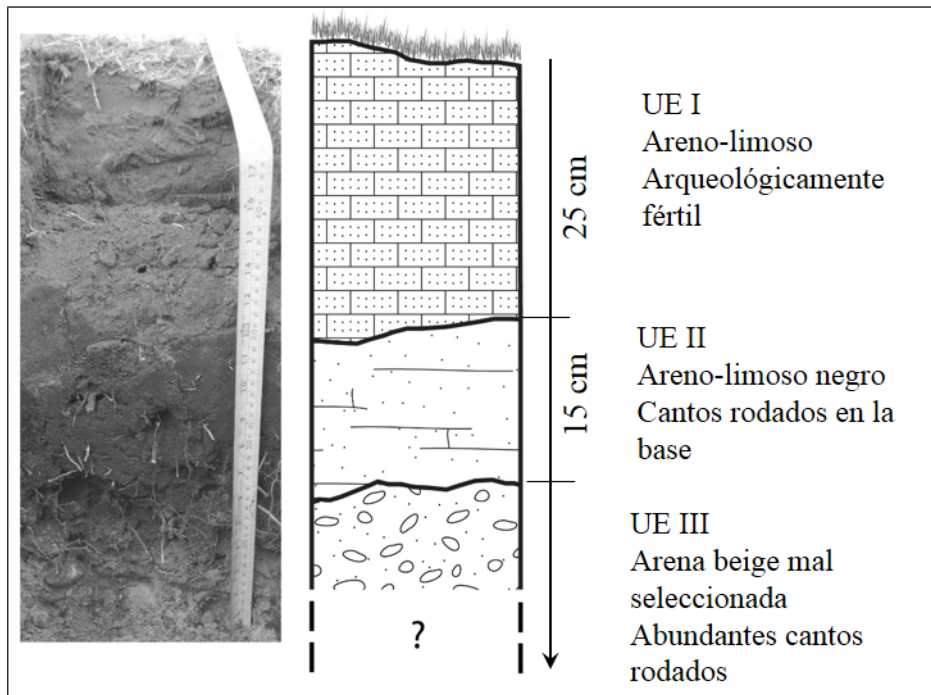 UE I
Areno-limoso
Arqueológicamente
fértil
25 cm
UE II
Areno-limoso negro
Cantos rodados en la
base
15 cm
UE III
Arena beige mal
seleccionada
Abundantes cantos
rodados
?